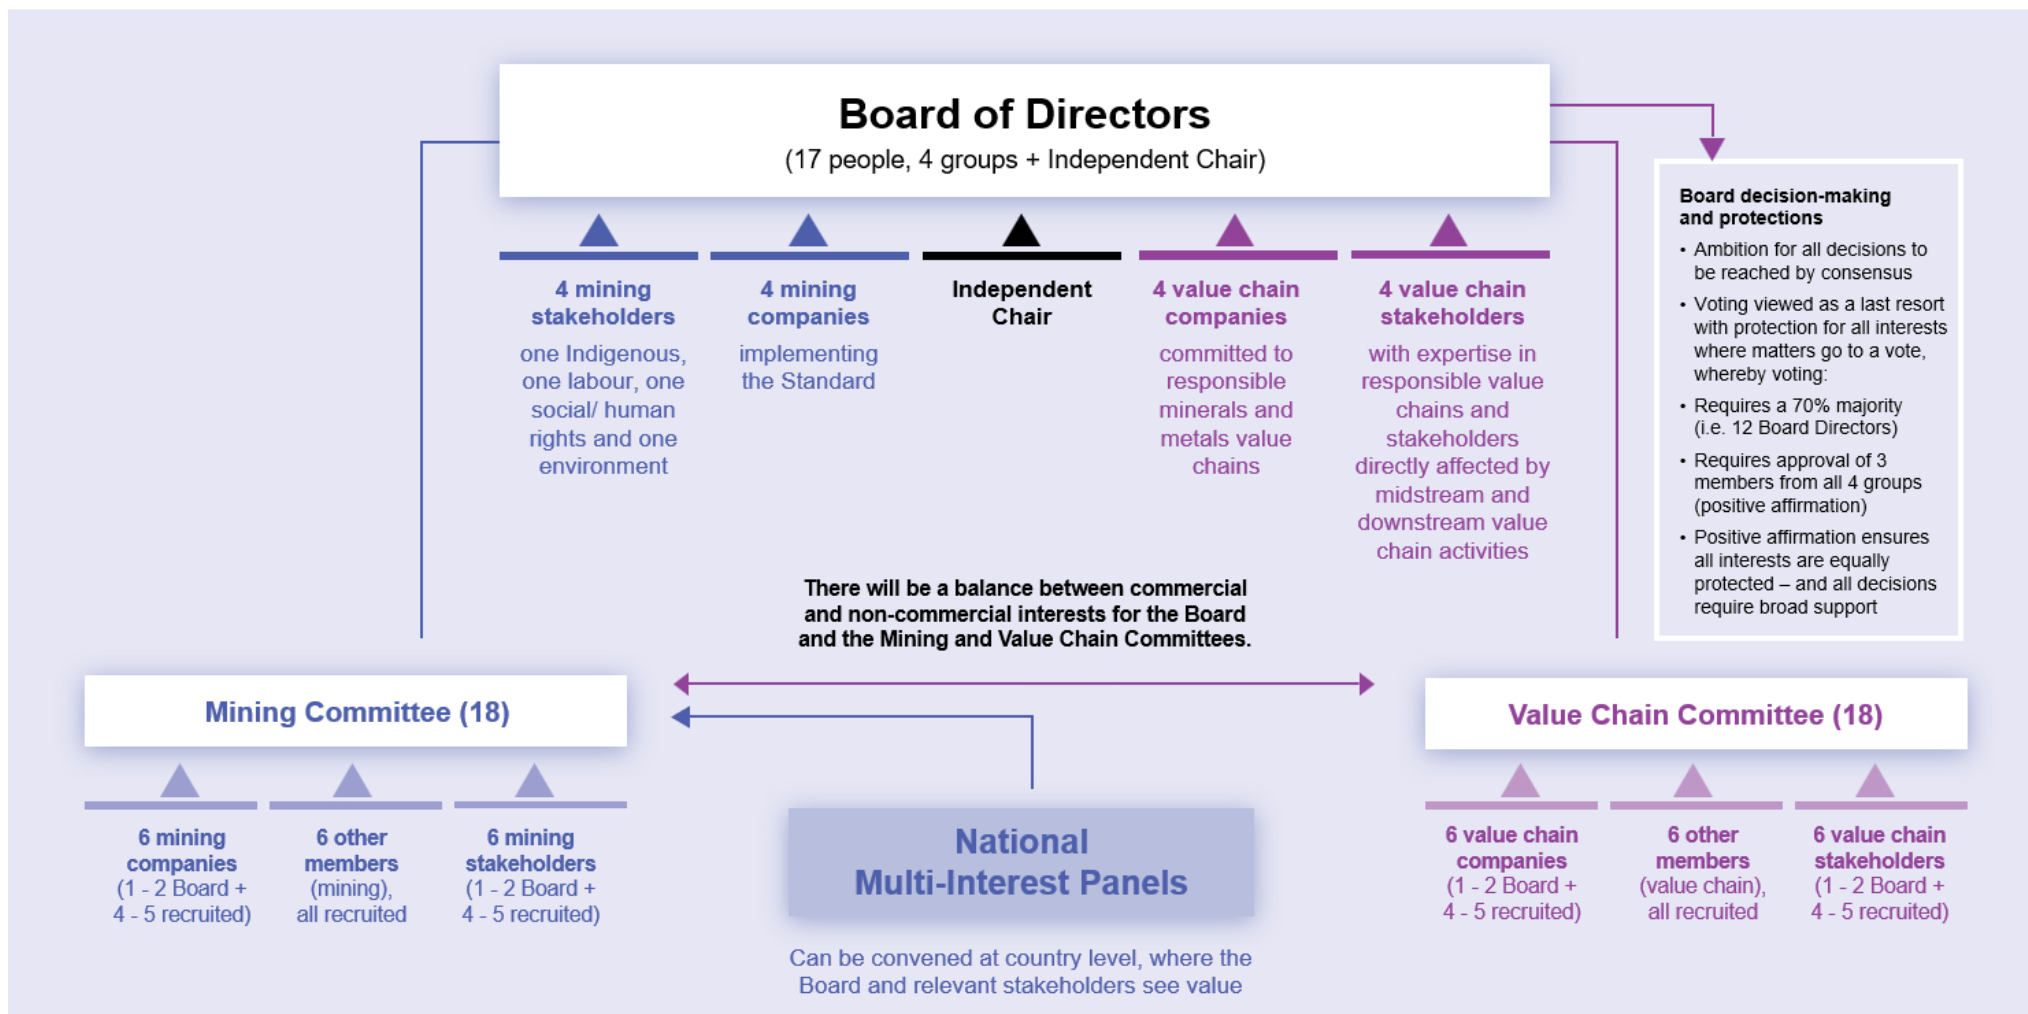 Board of Directors
(17 people, 4 groups + Independent Chair)
4 mining
stakeholders
one Indigenous,
one labour, one
social/ human
rights and one
environment
4 mining
companies
implementing
the Standard
Independent
Chair
4 value chain
companies
committed to
responsible
minerals and
metals value
chains
4 value chain
stakeholders
with expertise in
responsible value
chains and
stakeholders
directly affected by
midstream and
downstream value
chain activities
Board decision-making
and protections
• Ambition for all decisions to
be reached by consensus
• Voting viewed as a last resort
with protection for all interests
where matters go to a vote,
whereby voting:
• Requires a 70% majority
(i.e. 12 Board Directors)
• Requires approval of 3
members from all 4 groups
(positive affirmation)
• Positive affirmation ensures
all interests are equally
protected – and all decisions
require broad support
There will be a balance between commercial
and non-commercial interests for the Board
and the Mining and Value Chain Committees.
Mining Committee (18)
6 mining
companies
(1 - 2 Board +
4 - 5 recruited)
6 other
members
(mining),
all recruited
6 mining
stakeholders
(1 - 2 Board +
4 - 5 recruited)
National
Multi-Interest Panels
Can be convened at country level, where the
Board and relevant stakeholders see value
Value Chain Committee (18)
6 value chain
companies
(1 - 2 Board +
4 - 5 recruited)
6 other
members
(value chain),
all recruited
6 value chain
stakeholders
(1 - 2 Board +
4 - 5 recruited)